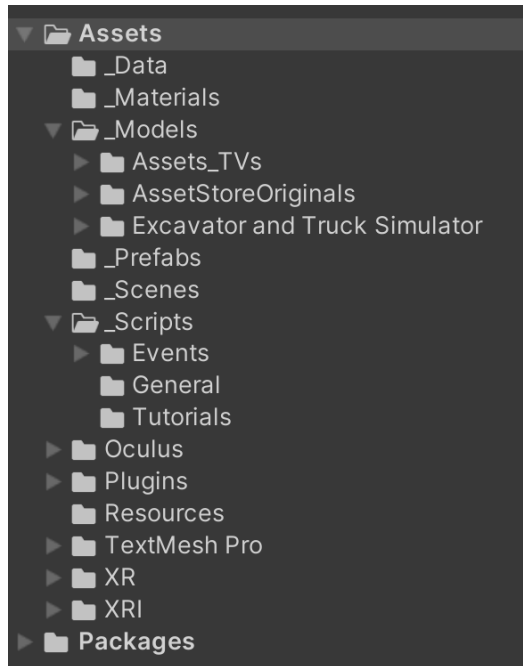 Assets
_Data
_Materials
_Models
Assets_TVs
AssetStoreOriginals
Excavator and Truck Simulator
_Prefabs
_Scenes
_Scripts
Events
General
Tutorials
Oculus
Plugins
Resources
TextMesh Pro
XR
XRI
Packages